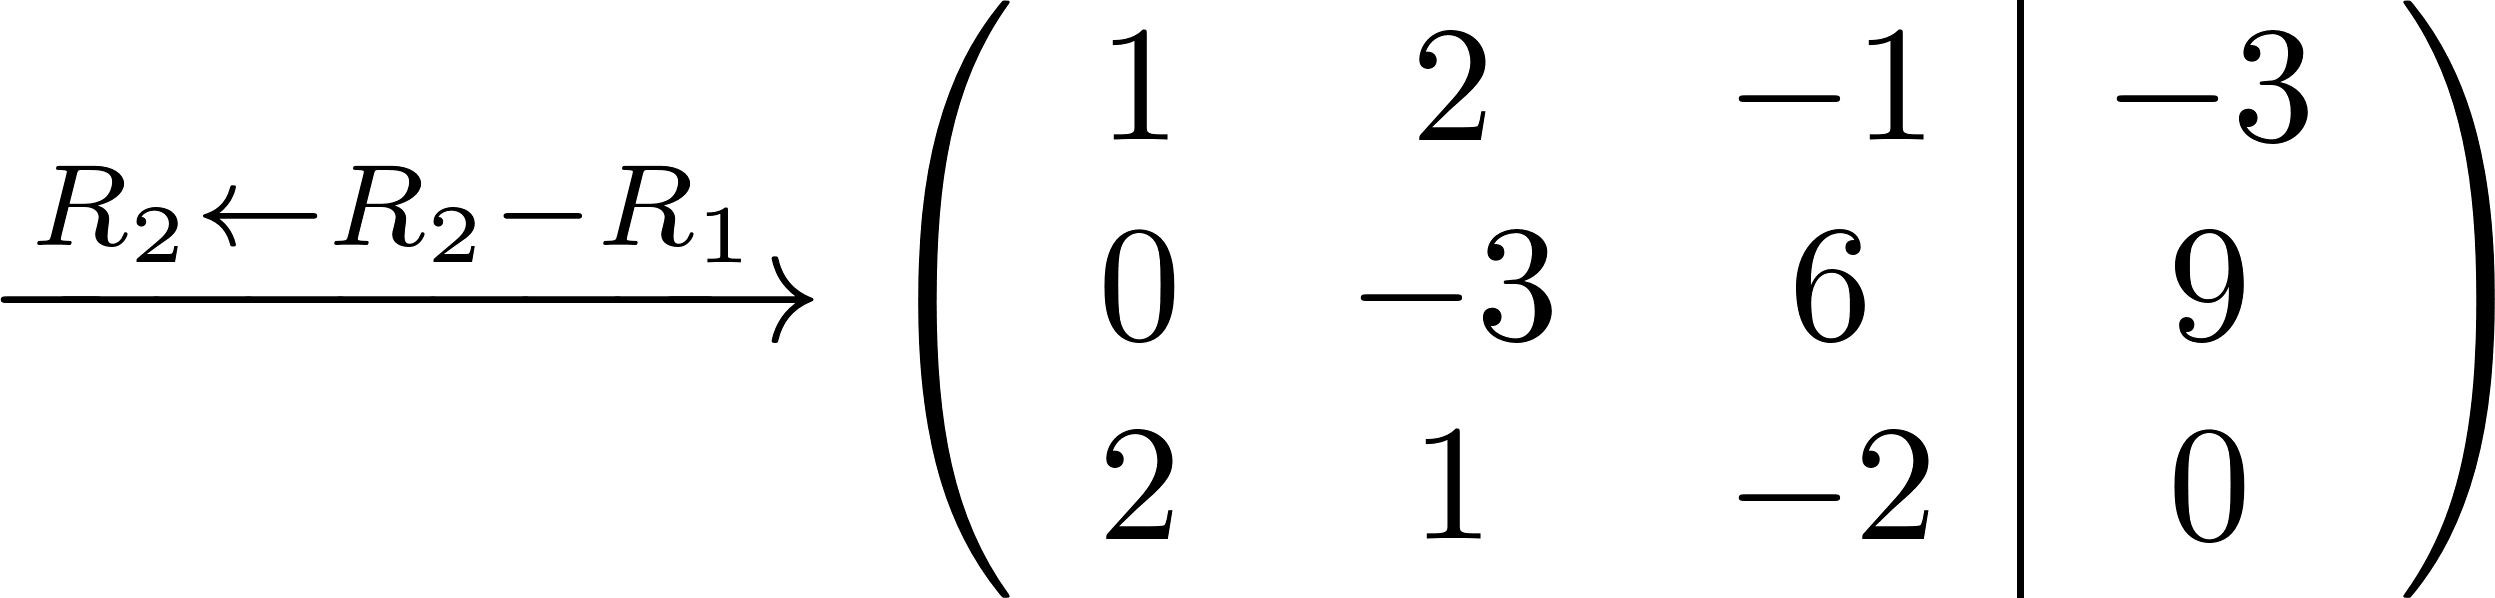 R₂ ← R₂ − R₁ ⟶
1 2 −1 | −3
0 −3 6 | 9
2 1 −2 | 0